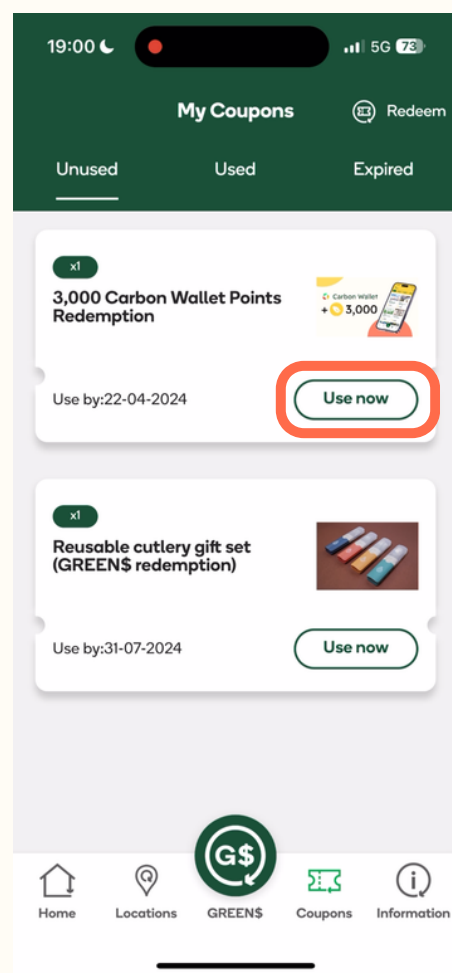 19:00 5G 73
My Coupons
Redeem
Unused Used Expired
x1
3,000 Carbon Wallet Points
Redemption
Carbon Wallet
+ 3,000
Use by:22-04-2024
Use now
x1
Reusable cutlery gift set
(GREEN$ redemption)
Use by:31-07-2024
Use now
G$
Home Locations GREEN$ Coupons Information